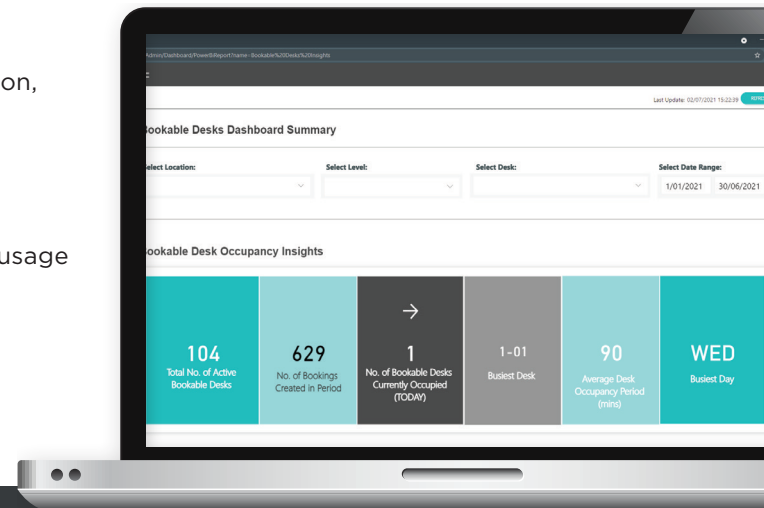 on,
usage
Admin/Dashboard/PowerBIReport?name=Bookable%20Desks%20Insights
Last Update: 02/07/2021 15:22:39
Bookable Desks Dashboard Summary
Select Location:
Select Level:
Select Desk:
Select Date Range:
1/01/2021 30/06/2021
Bookable Desk Occupancy Insights
104
Total No. of Active
Bookable Desks
629
No. of Bookings
Created in Period
1
No. of Bookable Desks
Currently Occupied
(TODAY)
1-01
Busiest Desk
90
Average Desk
Occupancy Period
(mins)
WED
Busiest Day